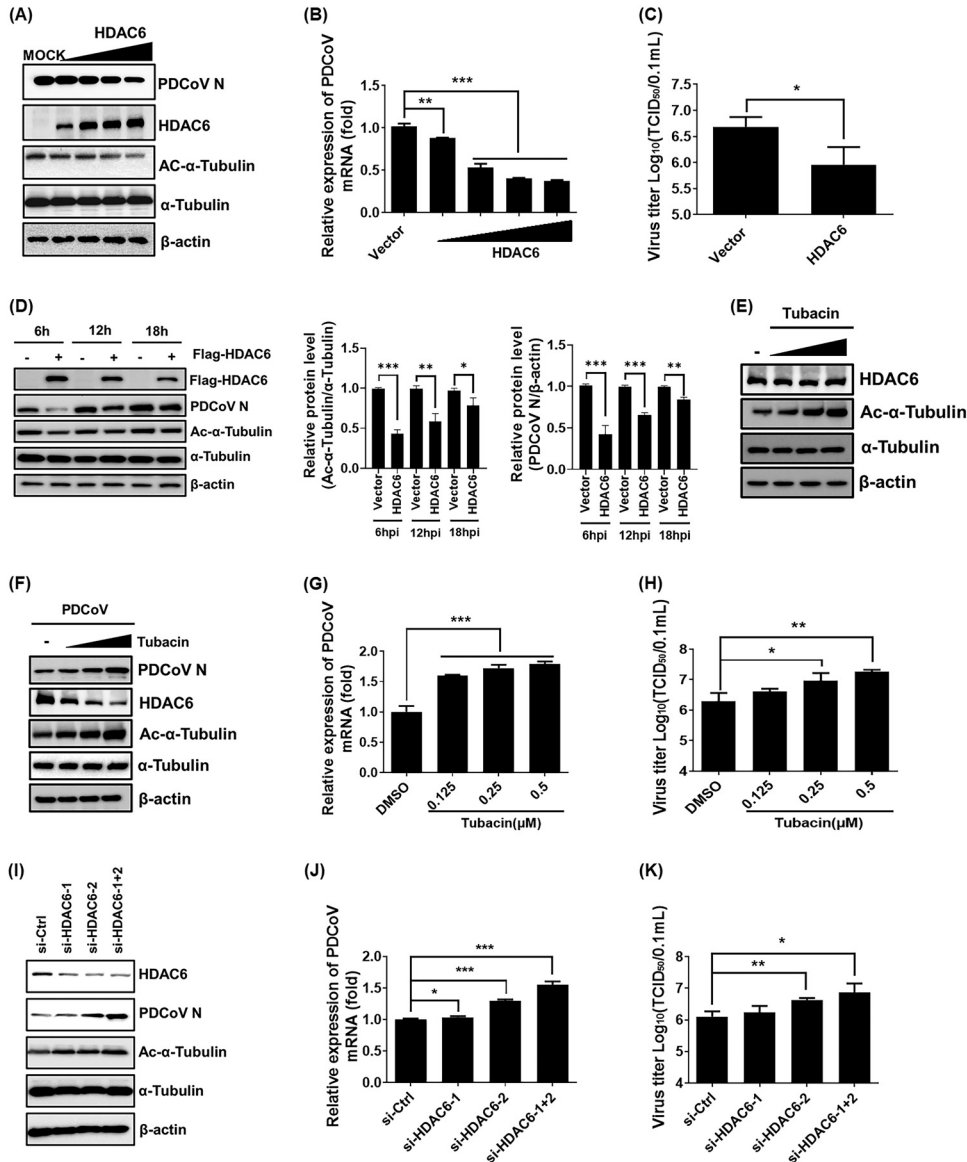 (A)
HDAC6
MOCK
PDCoV N
HDAC6
AC-α-Tubulin
α-Tubulin
β-actin
(B)
Relative expression of PDCoV
mRNA (fold)
1.5
1.0
0.5
0.0
***
**
Vector
HDAC6
(C)
Virus titer Log₁₀(TCID₅₀/0.1mL)
7.0
6.5
6.0
5.5
5.0
*
Vector
HDAC6
(D)
6h 12h 18h
- + - + - + Flag-HDAC6
Flag-HDAC6
PDCoV N
Ac-α-Tubulin
α-Tubulin
β-actin
Relative protein level
(Ac-α-Tubulin/α-Tubulin)
1.5
1.0
0.5
0.0
*** ** *
Vector HDAC6 Vector HDAC6 Vector HDAC6
6hpi 12hpi 18hpi
Relative protein level
(PDCoV N/β-actin)
1.5
1.0
0.5
0.0
*** *** **
Vector HDAC6 Vector HDAC6 Vector HDAC6
6hpi 12hpi 18hpi
(E)
Tubacin
-
HDAC6
Ac-α-Tubulin
α-Tubulin
β-actin
(F)
PDCoV
- Tubacin
PDCoV N
HDAC6
Ac-α-Tubulin
α-Tubulin
β-actin
(G)
Relative expression of PDCoV
mRNA (fold)
2.0
1.5
1.0
0.5
0.0
***
DMSO 0.125 0.25 0.5
Tubacin(μM)
(H)
Virus titer Log₁₀(TCID₅₀/0.1mL)
8
7
6
5
4
**
*
DMSO 0.125 0.25 0.5
Tubacin(μM)
(I)
si-Ctrl si-HDAC6-1 si-HDAC6-2 si-HDAC6-1+2
HDAC6
PDCoV N
Ac-α-Tubulin
α-Tubulin
β-actin
(J)
Relative expression of PDCoV
mRNA (fold)
2.0
1.5
1.0
0.5
0.0
***
***
*
si-Ctrl si-HDAC6-1 si-HDAC6-2 si-HDAC6-1+2
(K)
Virus titer Log₁₀(TCID₅₀/0.1mL)
8
7
6
5
4
*
**
si-Ctrl si-HDAC6-1 si-HDAC6-2 si-HDAC6-1+2